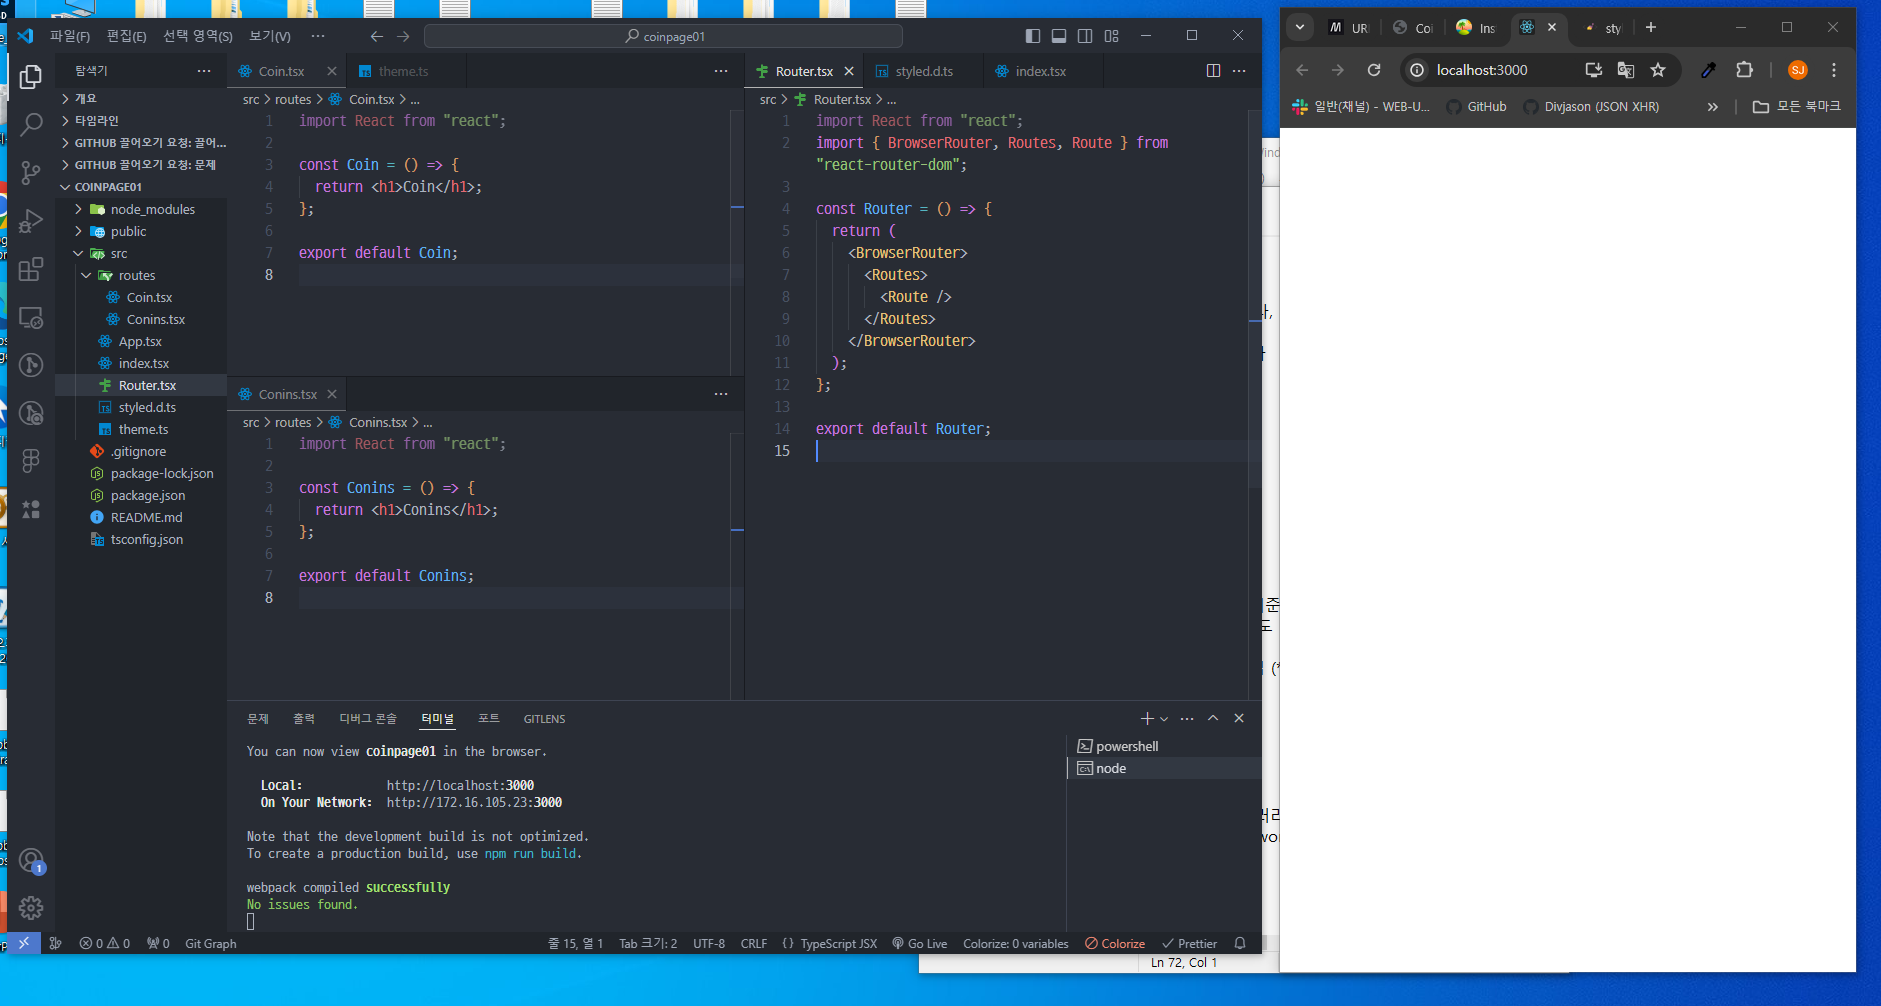 파일(F) 편집(E) 선택 영역(S) 보기(V) ··· coinpage01
탐색기 ···
개요
타임라인
GITHUB 끌어오기 요청: 끌어...
GITHUB 끌어오기 요청: 문제
COINPAGE01
node_modules
public
src
routes
Coin.tsx
Conins.tsx
App.tsx
index.tsx
Router.tsx
styled.d.ts
theme.ts
.gitignore
package-lock.json
package.json
README.md
tsconfig.json
Coin.tsx theme.ts ···
src > routes > Coin.tsx > ...
1 import React from "react";
2
3 const Coin = () => {
4 return <h1>Coin</h1>;
5 };
6
7 export default Coin;
8
Conins.tsx ···
src > routes > Conins.tsx > ...
1 import React from "react";
2
3 const Conins = () => {
4 return <h1>Conins</h1>;
5 };
6
7 export default Conins;
8
Router.tsx styled.d.ts index.tsx ···
src > Router.tsx > ...
1 import React from "react";
2 import { BrowserRouter, Routes, Route } from
"react-router-dom";
3
4 const Router = () => {
5 return (
6 <BrowserRouter>
7 <Routes>
8 <Route />
9 </Routes>
10 </BrowserRouter>
11 );
12 };
13
14 export default Router;
15
문제 출력 디버그 콘솔 터미널 포트 GITLENS
You can now view coinpage01 in the browser.
Local: http://localhost:3000
On Your Network: http://172.16.105.23:3000
Note that the development build is not optimized.
To create a production build, use npm run build.
webpack compiled successfully
No issues found.
powershell
node
1
0 0 0 Git Graph 줄 15, 열 1 Tab 크기: 2 UTF-8 CRLF {} TypeScript JSX Go Live Colorize: 0 variables Colorize Prettier
URI Coi Ins sty
localhost:3000 SJ
일반(채널) - WEB-U... GitHub Divjason (JSON XHR) » 모든 북마크
Ln 72, Col 1